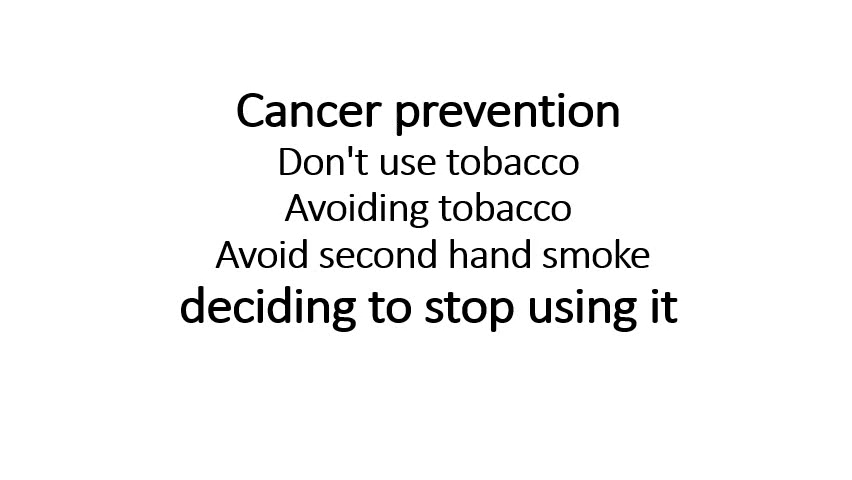 Cancer prevention
Don't use tobacco
Avoiding tobacco
Avoid second hand smoke
deciding to stop using it